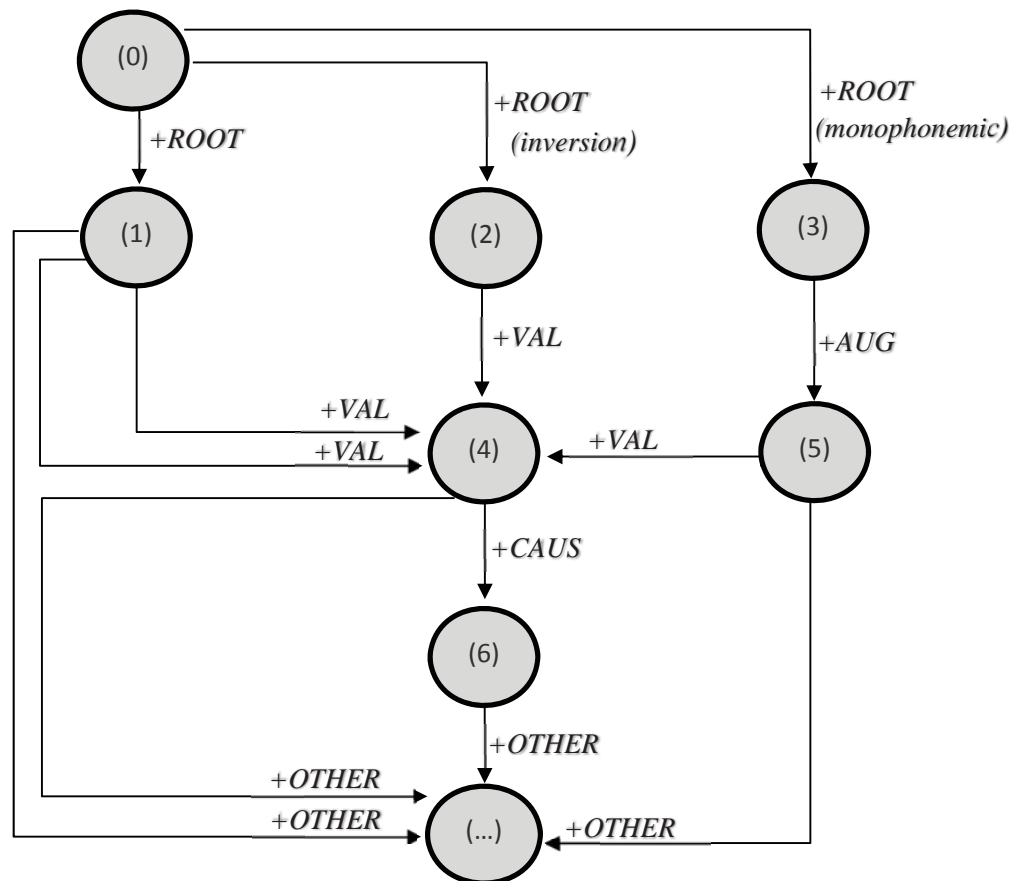 (0)
+ROOT
+ROOT
(inversion)
+ROOT
(monophonemic)
(1)
(2)
(3)
+VAL
+AUG
+VAL
+VAL
(4)
+VAL
(5)
+CAUS
(6)
+OTHER
+OTHER
+OTHER
(...)
+OTHER